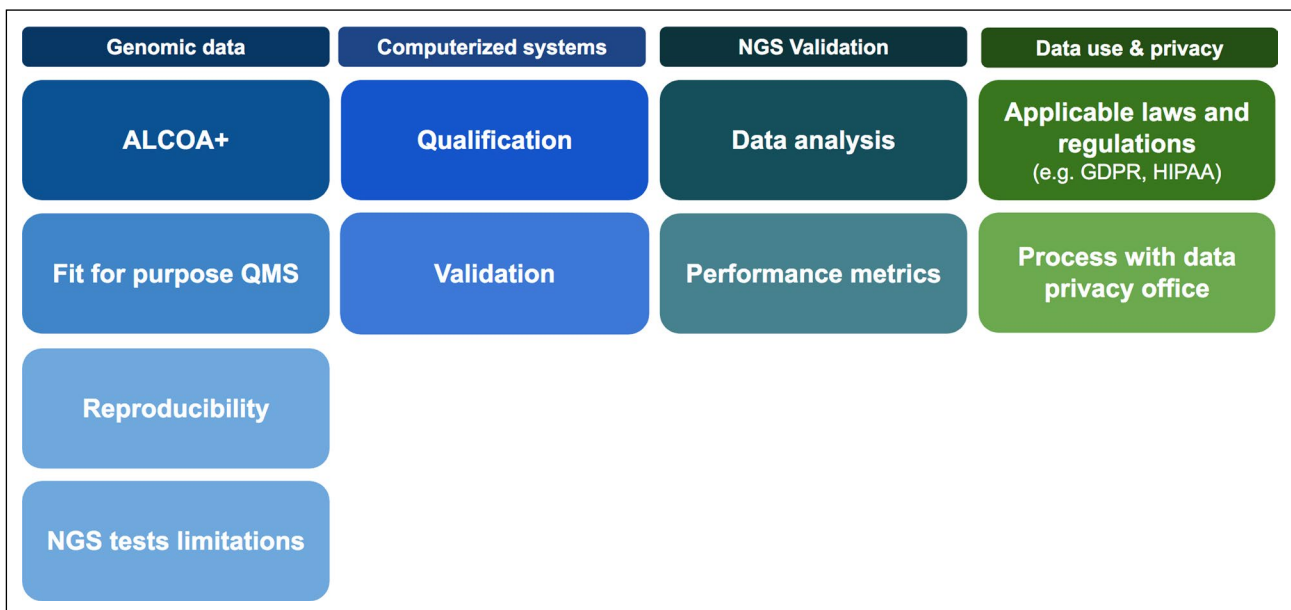 Genomic data
Computerized systems
NGS Validation
Data use & privacy
ALCOA+
Qualification
Data analysis
Applicable laws and
regulations
(e.g. GDPR, HIPAA)
Fit for purpose QMS
Validation
Performance metrics
Process with data
privacy office
Reproducibility
NGS tests limitations